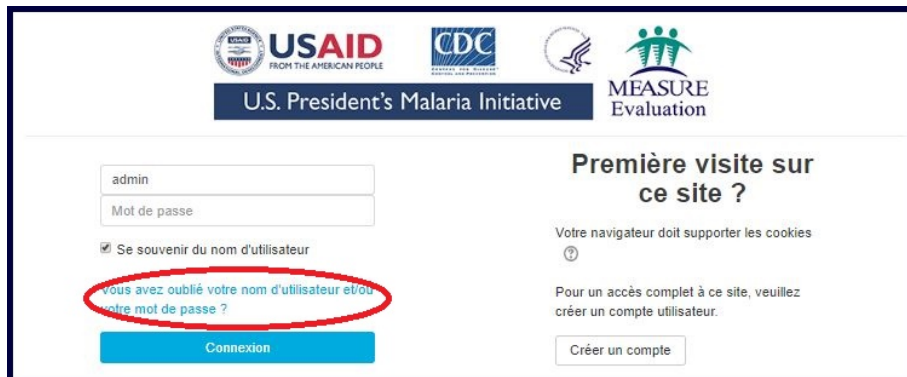 USAID
FROM THE AMERICAN PEOPLE
CDC
U.S. President's Malaria Initiative
MEASURE
Evaluation
admin
Mot de passe
Se souvenir du nom d'utilisateur
Vous avez oublié votre nom d'utilisateur et/ou
votre mot de passe ?
Connexion
Première visite sur
ce site ?
Votre navigateur doit supporter les cookies
Pour un accès complet à ce site, veuillez
créer un compte utilisateur.
Créer un compte